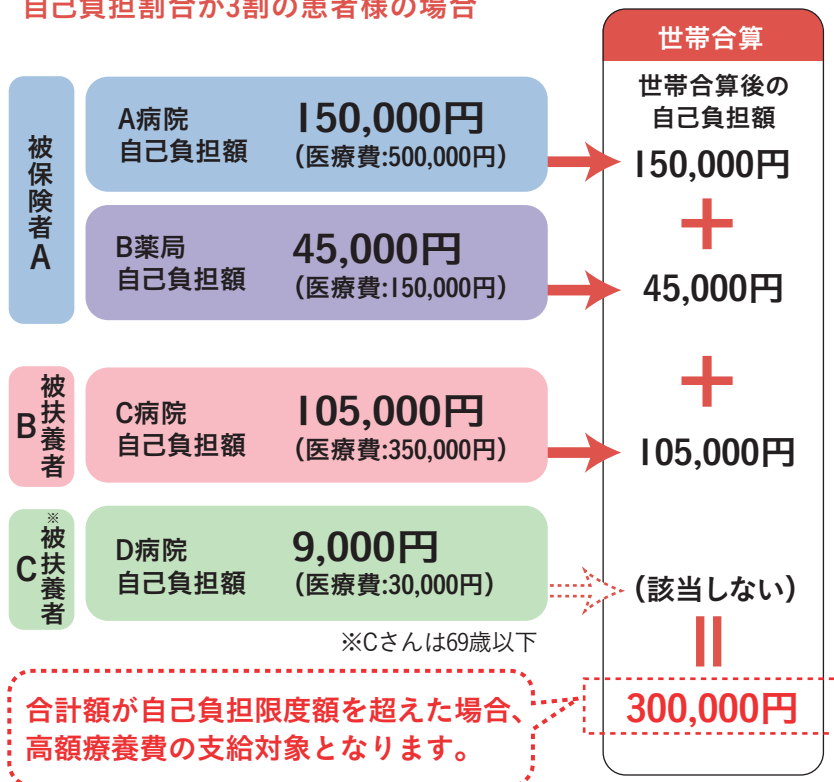 自己負担割合が3割の患者様の場合
世帯合算
世帯合算後の
自己負担額
被保険者A
A病院
自己負担額
150,000円
(医療費:500,000円)
150,000円
+
B薬局
自己負担額
45,000円
(医療費:150,000円)
45,000円
+
被扶養者B
C病院
自己負担額
105,000円
(医療費:350,000円)
105,000円
※被扶養者C
D病院
自己負担額
9,000円
(医療費:30,000円)
(該当しない)
※Cさんは69歳以下
=
合計額が自己負担限度額を超えた場合、
高額療養費の支給対象となります。
300,000円